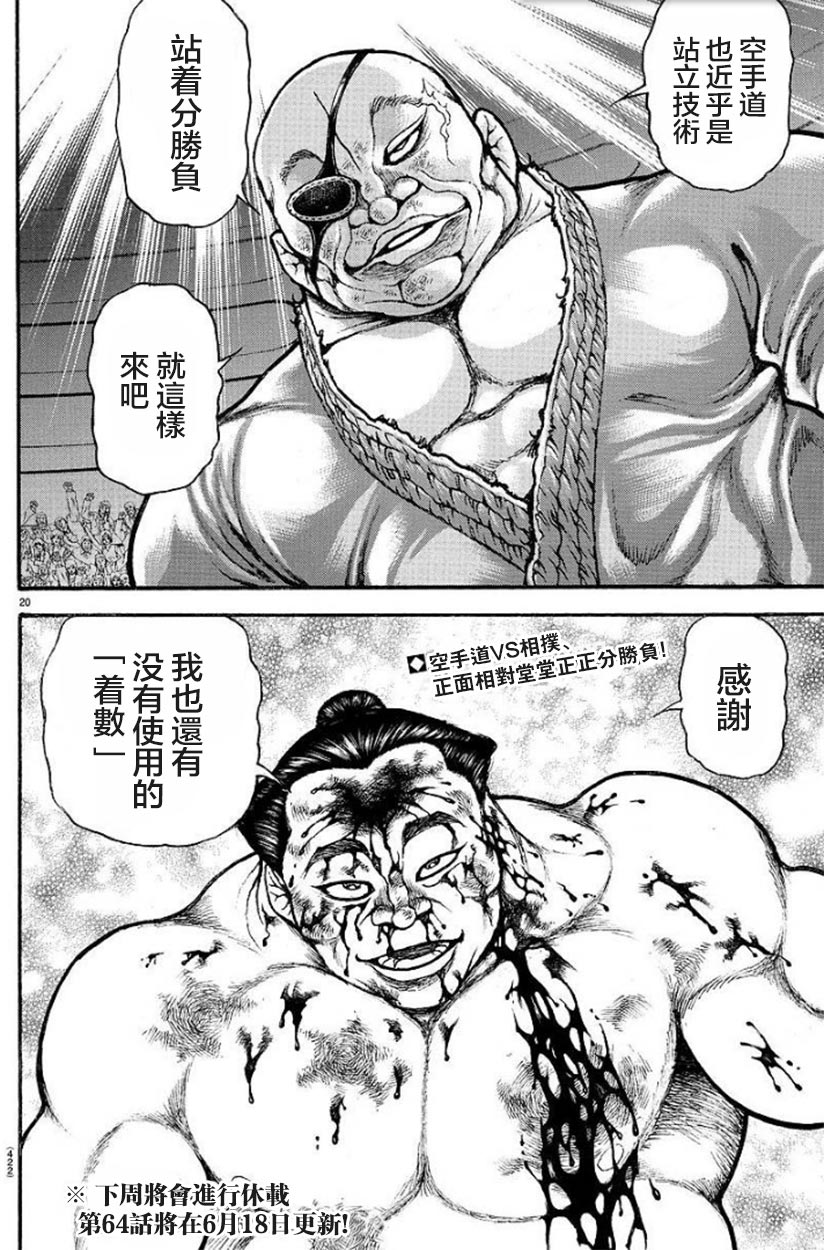 空手道
也近乎是
站立技術
站着分勝負
就這樣
來吧
20
感謝
空手道VS相撲、
正面相對堂堂正正分勝負!
我也還有
没有使用的
「着數」
(422)
※ 下周將會進行休載
第64話將在6月18日更新!